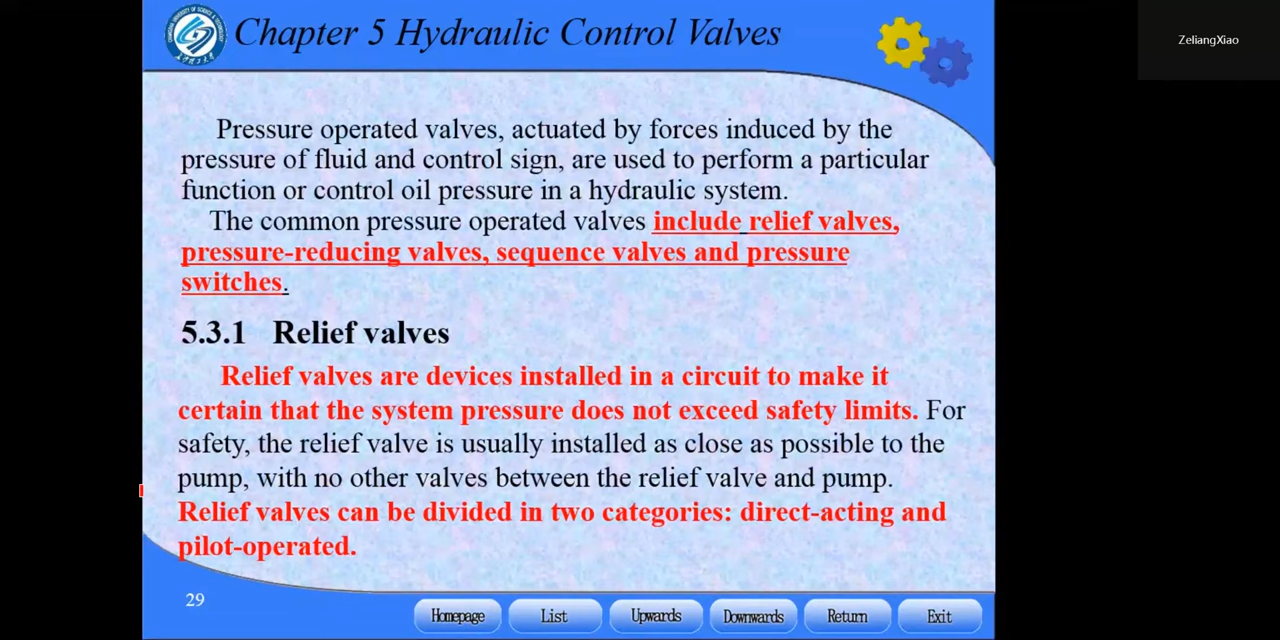 Chapter 5 Hydraulic Control Valves
ZeliangXiao
Pressure operated valves, actuated by forces induced by the
pressure of fluid and control sign, are used to perform a particular
function or control oil pressure in a hydraulic system.
The common pressure operated valves include relief valves,
pressure-reducing valves, sequence valves and pressure
switches.
5.3.1 Relief valves
Relief valves are devices installed in a circuit to make it
certain that the system pressure does not exceed safety limits. For
safety, the relief valve is usually installed as close as possible to the
pump, with no other valves between the relief valve and pump.
Relief valves can be divided in two categories: direct-acting and
pilot-operated.
29
Homepage
List
Upwards
Downwards
Return
Exit